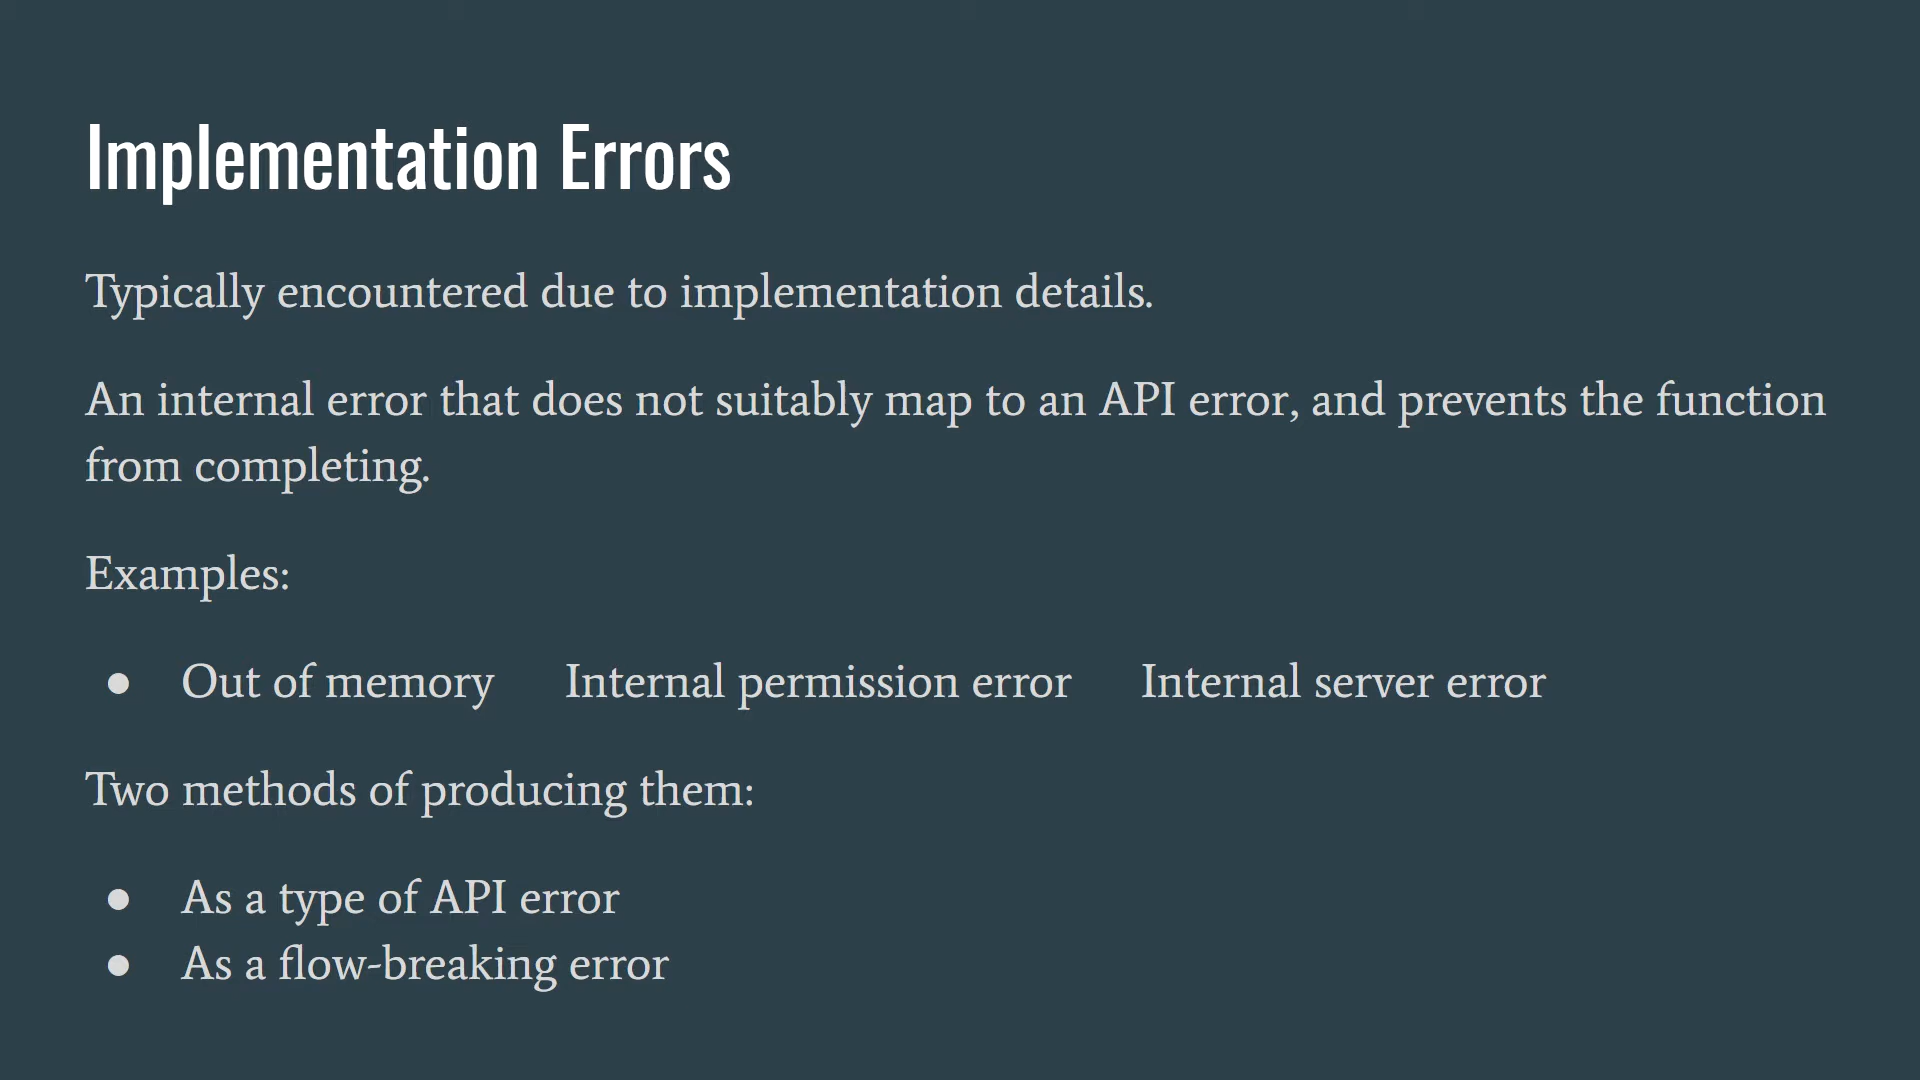 Implementation Errors
Typically encountered due to implementation details.
An internal error that does not suitably map to an API error, and prevents the function
from completing.
Examples:
● Out of memory Internal permission error Internal server error
Two methods of producing them:
● As a type of API error
● As a flow-breaking error